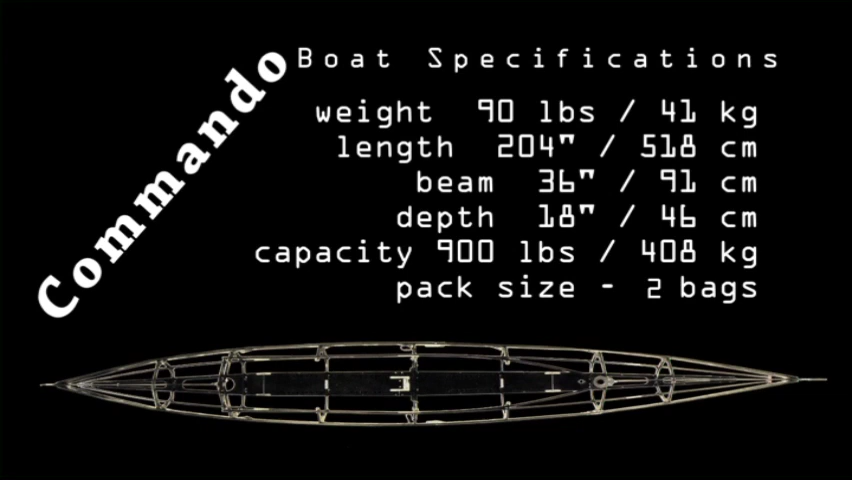 Commando
Boat Specifications
weight 90 lbs / 41 kg
length 204" / 518 cm
beam 36" / 91 cm
depth 18" / 46 cm
capacity 900 lbs / 408 kg
pack size - 2 bags